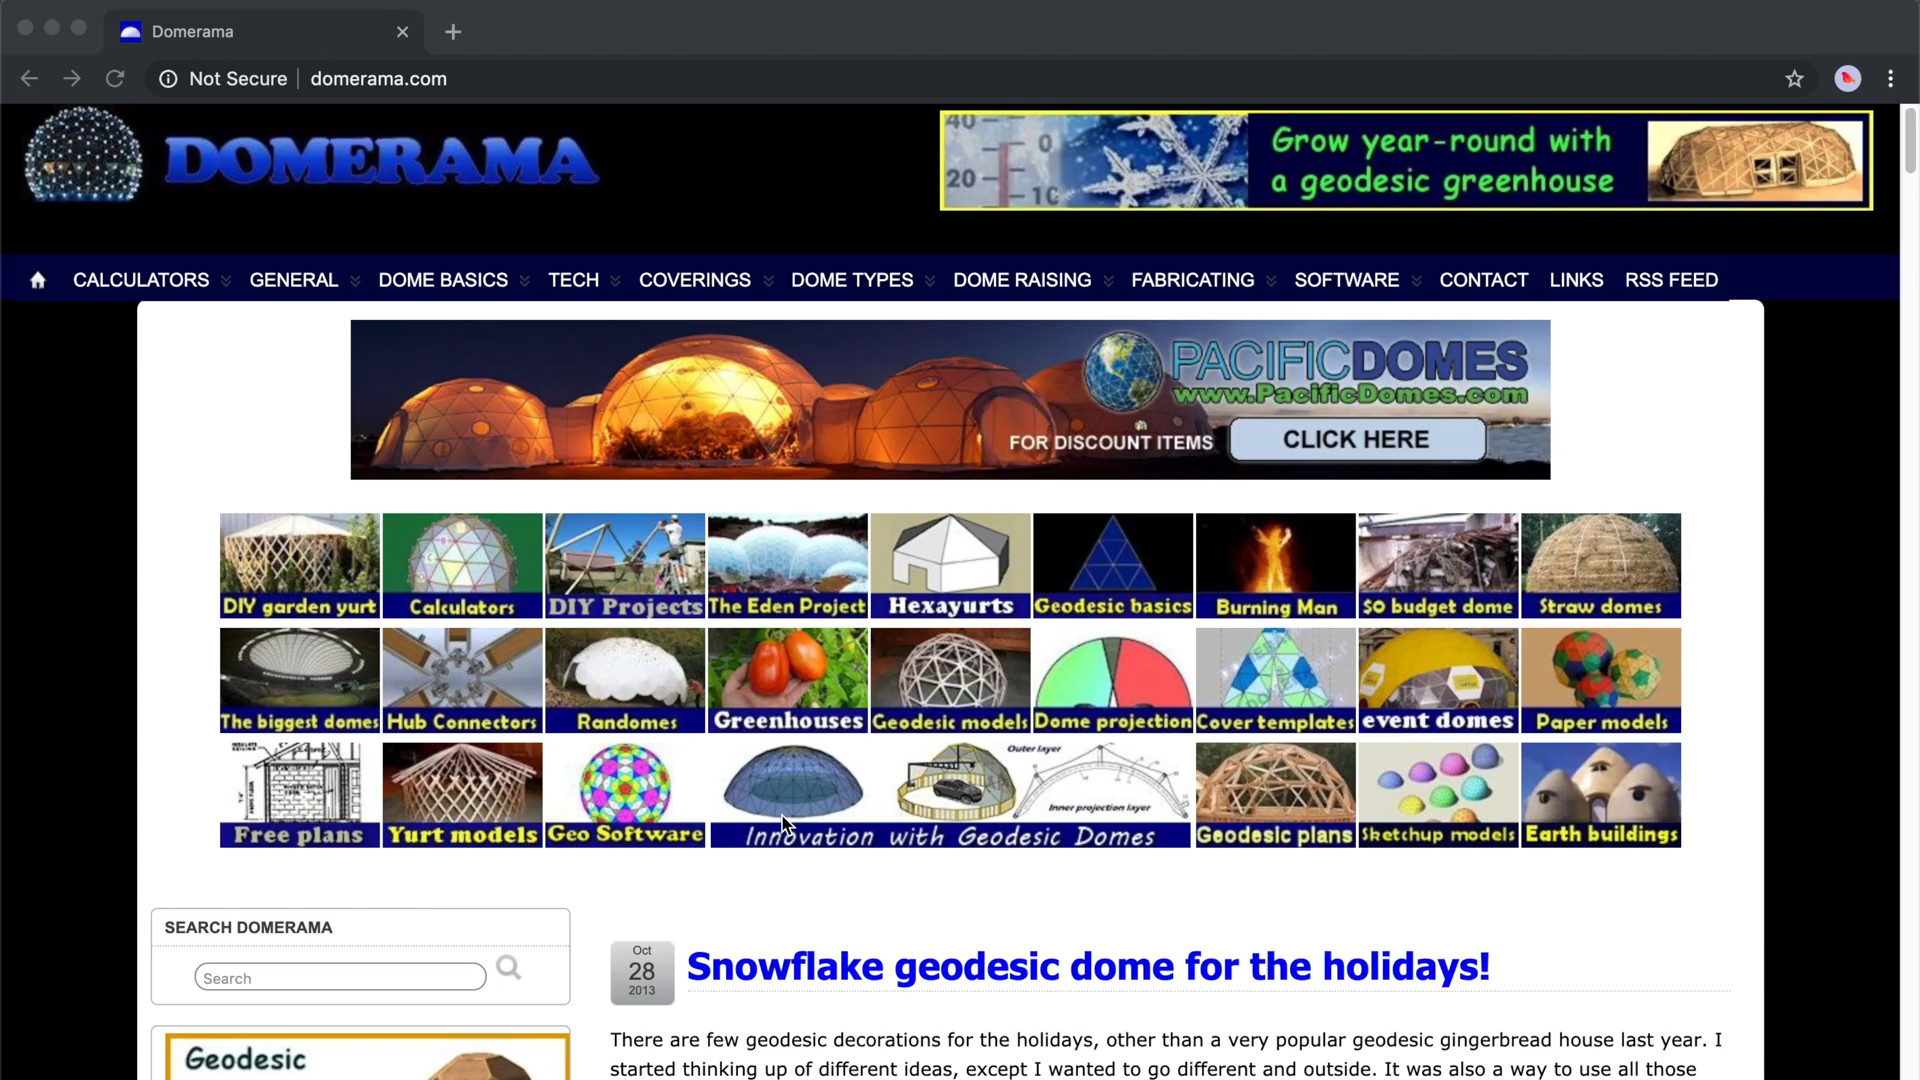 Domerama
Not Secure domerama.com
DOMERAMA
40 0
20 10
Grow year-round with
a geodesic greenhouse
CALCULATORS GENERAL DOME BASICS TECH COVERINGS DOME TYPES DOME RAISING FABRICATING SOFTWARE CONTACT LINKS RSS FEED
PACIFICDOMES
www.PacificDomes.com
FOR DISCOUNT ITEMS CLICK HERE
DIY garden yurt Calculators DIY Projects The Eden Project Hexayurts Geodesic basics Burning Man $0 budget dome Straw domes
The biggest domes Hub Connectors Randomes Greenhouses Geodesic models Dome projection Cover templates event domes Paper models
Outer layer
Inner projection layer
Free plans Yurt models Geo Software Innovation with Geodesic Domes Geodesic plans Sketchup models Earth buildings
SEARCH DOMERAMA
Search
Oct
28
2013
Snowflake geodesic dome for the holidays!
There are few geodesic decorations for the holidays, other than a very popular geodesic gingerbread house last year. I
started thinking up of different ideas, except I wanted to go different and outside. It was also a way to use all those
Geodesic